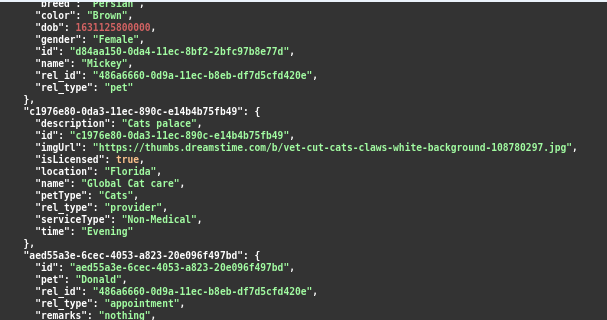 "breed": "Persian",
"color": "Brown",
"dob": 1631125800000,
"gender": "Female",
"id": "d84aa150-0da4-11ec-8bf2-2bfc97b8e77d",
"name": "Mickey",
"rel_id": "486a6660-0d9a-11ec-b8eb-df7d5cfd420e",
"rel_type": "pet"
},
"c1976e80-0da3-11ec-890c-e14b4b75fb49": {
"description": "Cats palace",
"id": "c1976e80-0da3-11ec-890c-e14b4b75fb49",
"imgUrl": "https://thumbs.dreamstime.com/b/vet-cut-cats-claws-white-background-108780297.jpg",
"isLicensed": true,
"location": "Florida",
"name": "Global Cat care",
"petType": "Cats",
"rel_type": "provider",
"serviceType": "Non-Medical",
"time": "Evening"
},
"aed55a3e-6cec-4053-a823-20e096f497bd": {
"id": "aed55a3e-6cec-4053-a823-20e096f497bd",
"pet": "Donald",
"rel_id": "486a6660-0d9a-11ec-b8eb-df7d5cfd420e",
"rel_type": "appointment",
"remarks": "nothing",